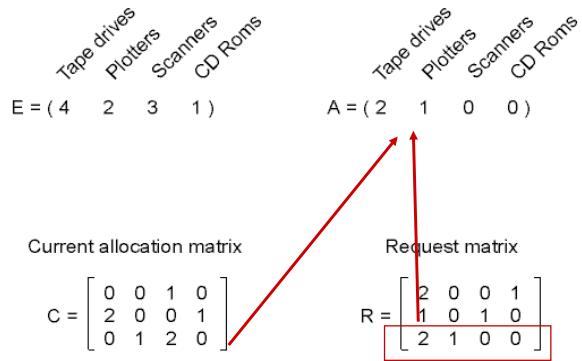 Tape drives Plotters Scanners CD Roms
E = ( 4 2 3 1 )
Tape drives Plotters Scanners CD Roms
A = ( 2 1 0 0 )
Current allocation matrix
C = [ 0 0 1 0
2 0 0 1
0 1 2 0 ]
Request matrix
R = [ 2 0 0 1
1 0 1 0
2 1 0 0 ]